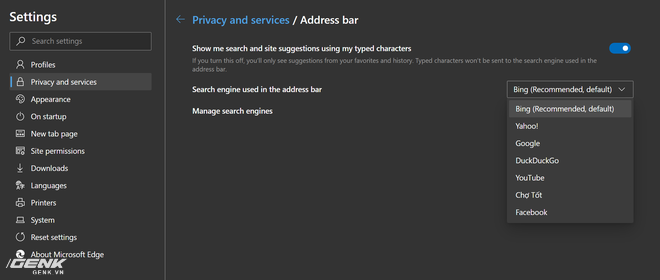 Settings
Search settings
Profiles
Privacy and services
Appearance
On startup
New tab page
Site permissions
Downloads
Languages
Printers
System
Reset settings
About Microsoft Edge
GENK
GENK.VN
Privacy and services / Address bar
Show me search and site suggestions using my typed characters
If you turn this off, you'll only see suggestions from your favorites and history. Typed characters won't be sent to the search engine used in the
address bar.
Search engine used in the address bar
Bing (Recommended, default)
Manage search engines
Bing (Recommended, default)
Yahoo!
Google
DuckDuckGo
YouTube
Chợ Tốt
Facebook